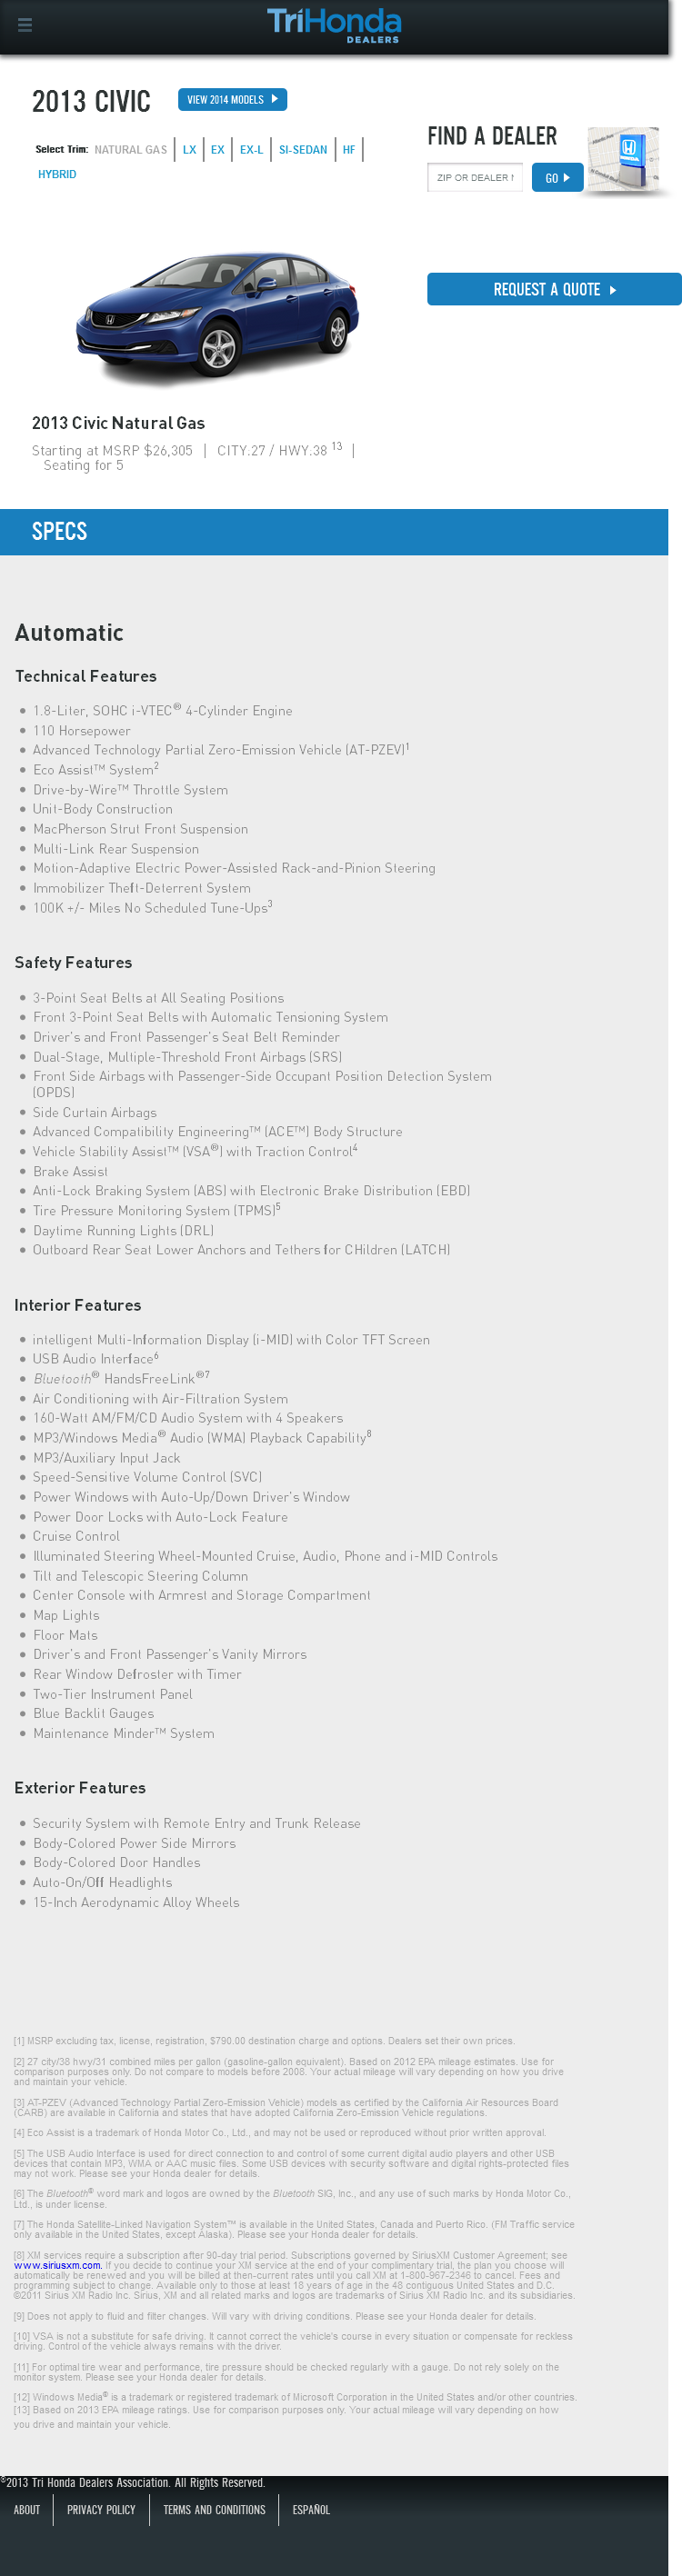 TriHonda
DEALERS
2013 CIVIC
VIEW 2014 MODELS
Select Trim: NATURAL GAS | LX | EX | EX-L | SI-SEDAN | HF |
HYBRID
FIND A DEALER
ZIP OR DEALER N
GO
REQUEST A QUOTE
2013 Civic Natural Gas
Starting at MSRP $26,305 | CITY.27 / HWY.38 13 |
Seating for 5
SPECS
Automatic
Technical Features
1.8-Liter, SOHC i-VTEC® 4-Cylinder Engine
110 Horsepower
Advanced Technology Partial Zero-Emission Vehicle (AT-PZEV)1
Eco Assist™ System2
Drive-by-Wire™ Throttle System
Unit-Body Construction
MacPherson Strut Front Suspension
Multi-Link Rear Suspension
Motion-Adaptive Electric Power-Assisted Rack-and-Pinion Steering
Immobilizer Theft-Deterrent System
100K +/- Miles No Scheduled Tune-Ups3
Safety Features
3-Point Seat Belts at All Seating Positions
Front 3-Point Seat Belts with Automatic Tensioning System
Driver's and Front Passenger's Seat Belt Reminder
Dual-Stage, Multiple-Threshold Front Airbags (SRS)
Front Side Airbags with Passenger-Side Occupant Position Detection System
(OPDS)
Side Curtain Airbags
Advanced Compatibility Engineering™ (ACE™) Body Structure
Vehicle Stability Assist™ (VSA®) with Traction Control4
Brake Assist
Anti-Lock Braking System (ABS) with Electronic Brake Distribution (EBD)
Tire Pressure Monitoring System (TPMS)5
Daytime Running Lights (DRL)
Outboard Rear Seat Lower Anchors and Tethers for CHildren (LATCH)
Interior Features
intelligent Multi-Information Display (i-MID) with Color TFT Screen
USB Audio Interface6
Bluetooth® HandsFreeLink®7
Air Conditioning with Air-Filtration System
160-Watt AM/FM/CD Audio System with 4 Speakers
MP3/Windows Media® Audio (WMA) Playback Capability8
MP3/Auxiliary Input Jack
Speed-Sensitive Volume Control (SVC)
Power Windows with Auto-Up/Down Driver's Window
Power Door Locks with Auto-Lock Feature
Cruise Control
Illuminated Steering Wheel-Mounted Cruise, Audio, Phone and i-MID Controls
Tilt and Telescopic Steering Column
Center Console with Armrest and Storage Compartment
Map Lights
Floor Mats
Driver's and Front Passenger's Vanity Mirrors
Rear Window Defroster with Timer
Two-Tier Instrument Panel
Blue Backlit Gauges
Maintenance Minder™ System
Exterior Features
Security System with Remote Entry and Trunk Release
Body-Colored Power Side Mirrors
Body-Colored Door Handles
Auto-On/Off Headlights
15-Inch Aerodynamic Alloy Wheels
[1] MSRP excluding tax, license, registration, $790.00 destination charge and options. Dealers set their own prices.
[2] 27 city/38 hwy/31 combined miles per gallon (gasoline-gallon equivalent). Based on 2012 EPA mileage estimates. Use for
comparison purposes only. Do not compare to models before 2008. Your actual mileage will vary depending on how you drive
and maintain your vehicle.
[3] AT-PZEV (Advanced Technology Partial Zero-Emission Vehicle) models as certified by the California Air Resources Board
(CARB) are available in California and states that have adopted California Zero-Emission Vehicle regulations.
[4] Eco Assist is a trademark of Honda Motor Co., Ltd., and may not be used or reproduced without prior written approval.
[5] The USB Audio Interface is used for direct connection to and control of some current digital audio players and other USB
devices that contain MP3, WMA or AAC music files. Some USB devices with security software and digital rights-protected files
may not work. Please see your Honda dealer for details.
[6] The Bluetooth® word mark and logos are owned by the Bluetooth SIG, Inc., and any use of such marks by Honda Motor Co.,
Ltd., is under license.
[7] The Honda Satellite-Linked Navigation System™ is available in the United States, Canada and Puerto Rico. (FM Traffic service
only available in the United States, except Alaska). Please see your Honda dealer for details.
[8] XM services require a subscription after 90-day trial period. Subscriptions governed by SiriusXM Customer Agreement; see
www.siriusxm.com. If you decide to continue your XM service at the end of your complimentary trial, the plan you choose will
automatically be renewed and you will be billed at then-current rates until you call XM at 1-800-967-2346 to cancel. Fees and
programming subject to change. Available only to those at least 18 years of age in the 48 contiguous United States and D.C.
©2011 Sirius XM Radio Inc. Sirius, XM and all related marks and logos are trademarks of Sirius XM Radio Inc. and its subsidiaries.
[9] Does not apply to fluid and filter changes. Will vary with driving conditions. Please see your Honda dealer for details.
[10] VSA is not a substitute for safe driving. It cannot correct the vehicle's course in every situation or compensate for reckless
driving. Control of the vehicle always remains with the driver.
[11] For optimal tire wear and performance, tire pressure should be checked regularly with a gauge. Do not rely solely on the
monitor system. Please see your Honda dealer for details.
[12] Windows Media® is a trademark or registered trademark of Microsoft Corporation in the United States and/or other countries.
[13] Based on 2013 EPA mileage ratings. Use for comparison purposes only. Your actual mileage will vary depending on how
you drive and maintain your vehicle.
©2013 Tri Honda Dealers Association. All Rights Reserved.
ABOUT | PRIVACY POLICY | TERMS AND CONDITIONS | ESPAÑOL